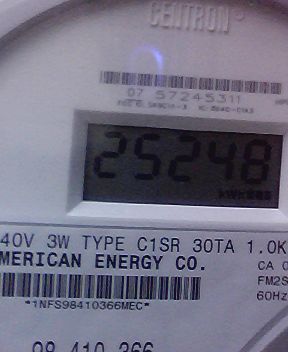 CENTRON®
07 57245311
25248
40V 3W TYPE C1SR 30TA 1.0K
MERICAN ENERGY CO.
CA 0
FM2S
*1NFS98410366MEC*
60Hz
98 410 366